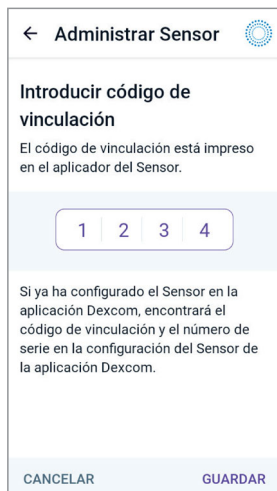 ← Administrar Sensor
Introducir código de
vinculación
El código de vinculación está impreso
en el aplicador del Sensor.
1 2 3 4
Si ya ha configurado el Sensor en la
aplicación Dexcom, encontrará el
código de vinculación y el número de
serie en la configuración del Sensor de
la aplicación Dexcom.
CANCELAR GUARDAR